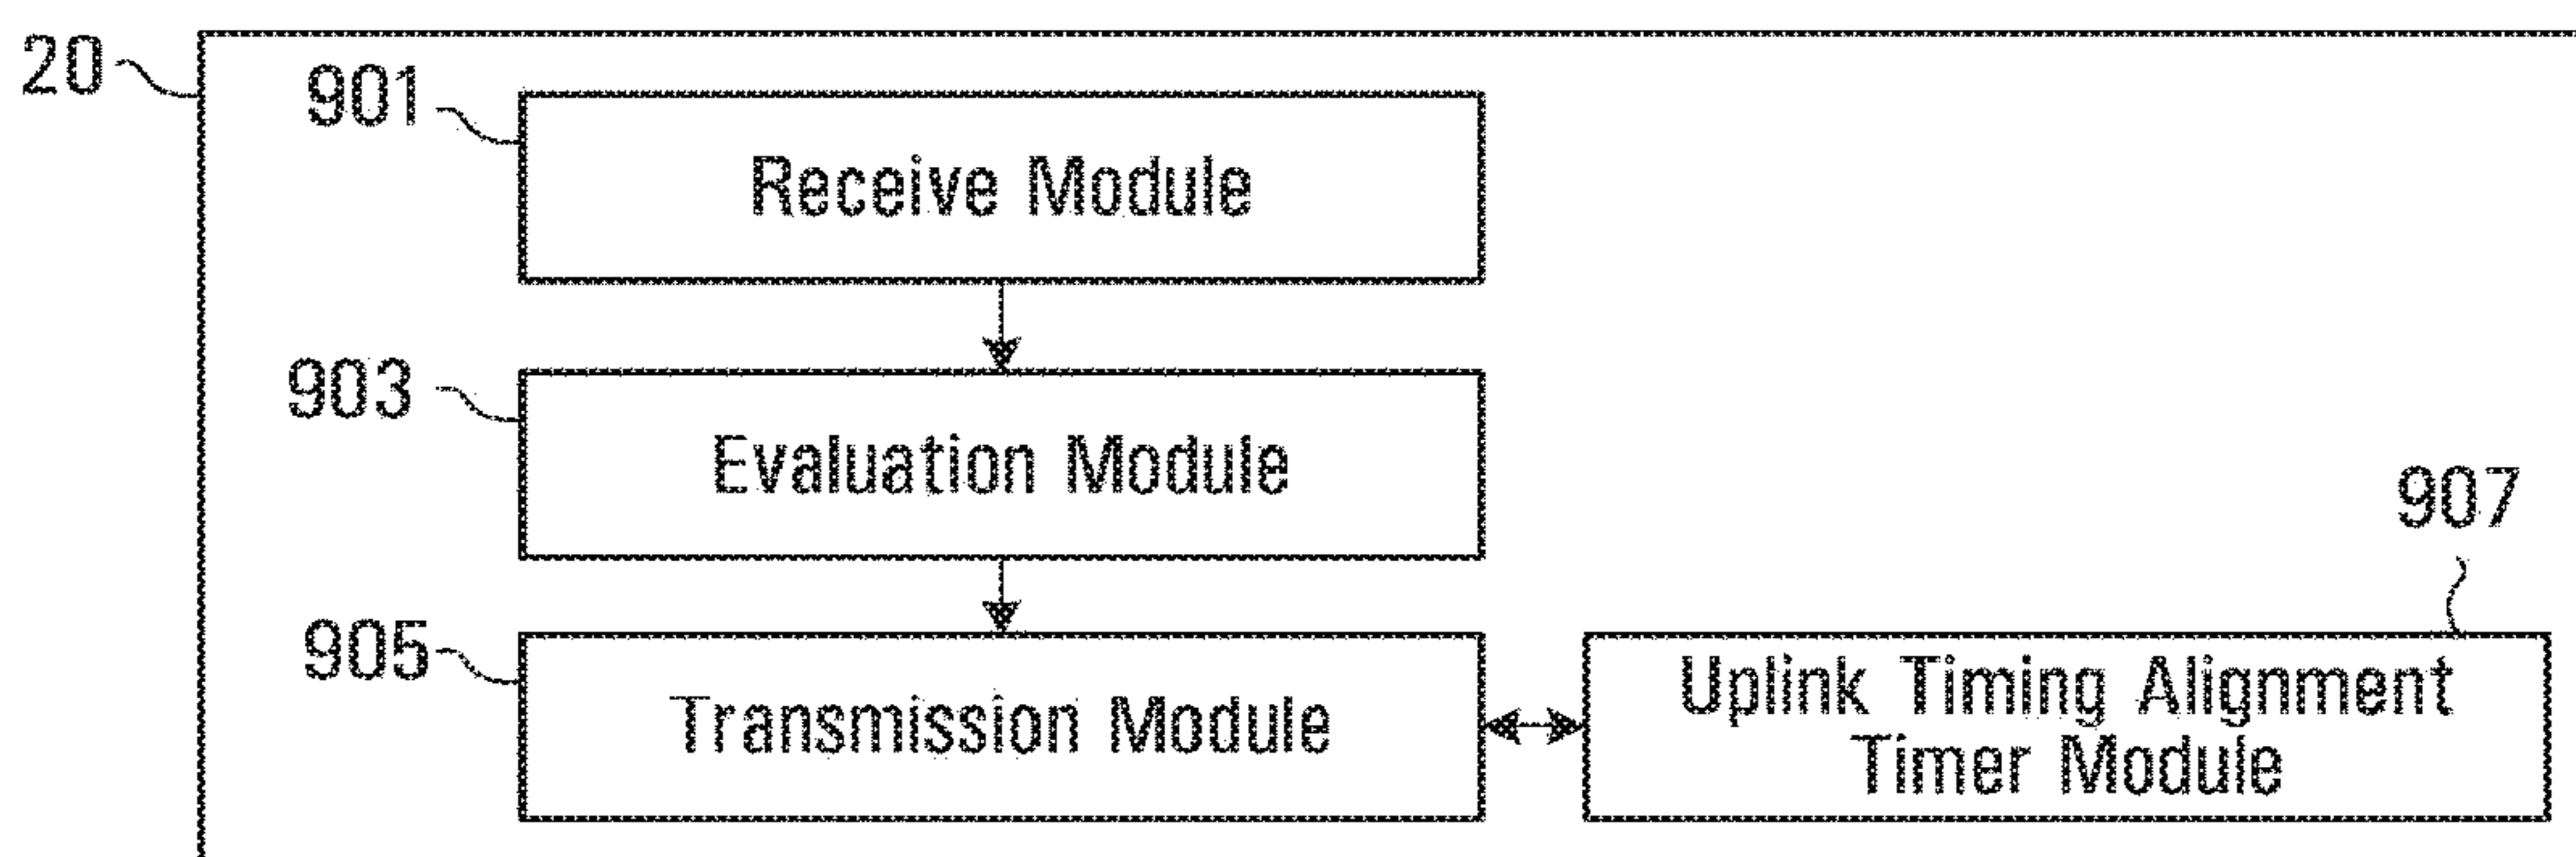 20
901
Receive Module
903
Evaluation Module
907
905
Transmission Module
Uplink Timing Alignment
Timer Module